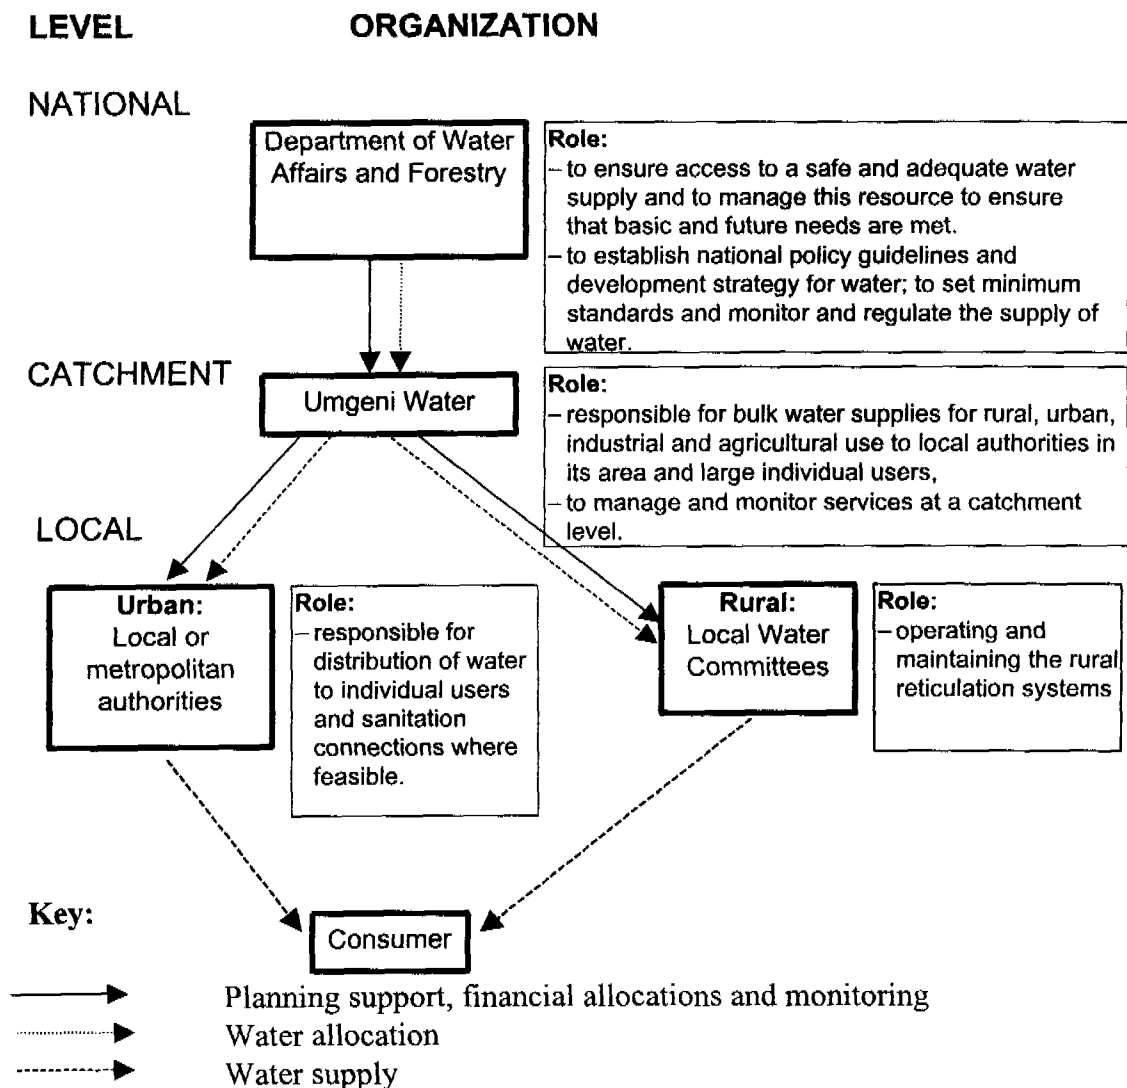 LEVEL ORGANIZATION
NATIONAL
Department of Water
Affairs and Forestry
Role:
– to ensure access to a safe and adequate water
supply and to manage this resource to ensure
that basic and future needs are met.
– to establish national policy guidelines and
development strategy for water; to set minimum
standards and monitor and regulate the supply of
water.
CATCHMENT
Umgeni Water
Role:
– responsible for bulk water supplies for rural, urban,
industrial and agricultural use to local authorities in
its area and large individual users,
– to manage and monitor services at a catchment
level.
LOCAL
Urban:
Local or
metropolitan
authorities
Role:
– responsible for
distribution of water
to individual users
and sanitation
connections where
feasible.
Rural:
Local Water
Committees
Role:
– operating and
maintaining the rural
reticulation systems
Consumer
Key:
Planning support, financial allocations and monitoring
Water allocation
Water supply